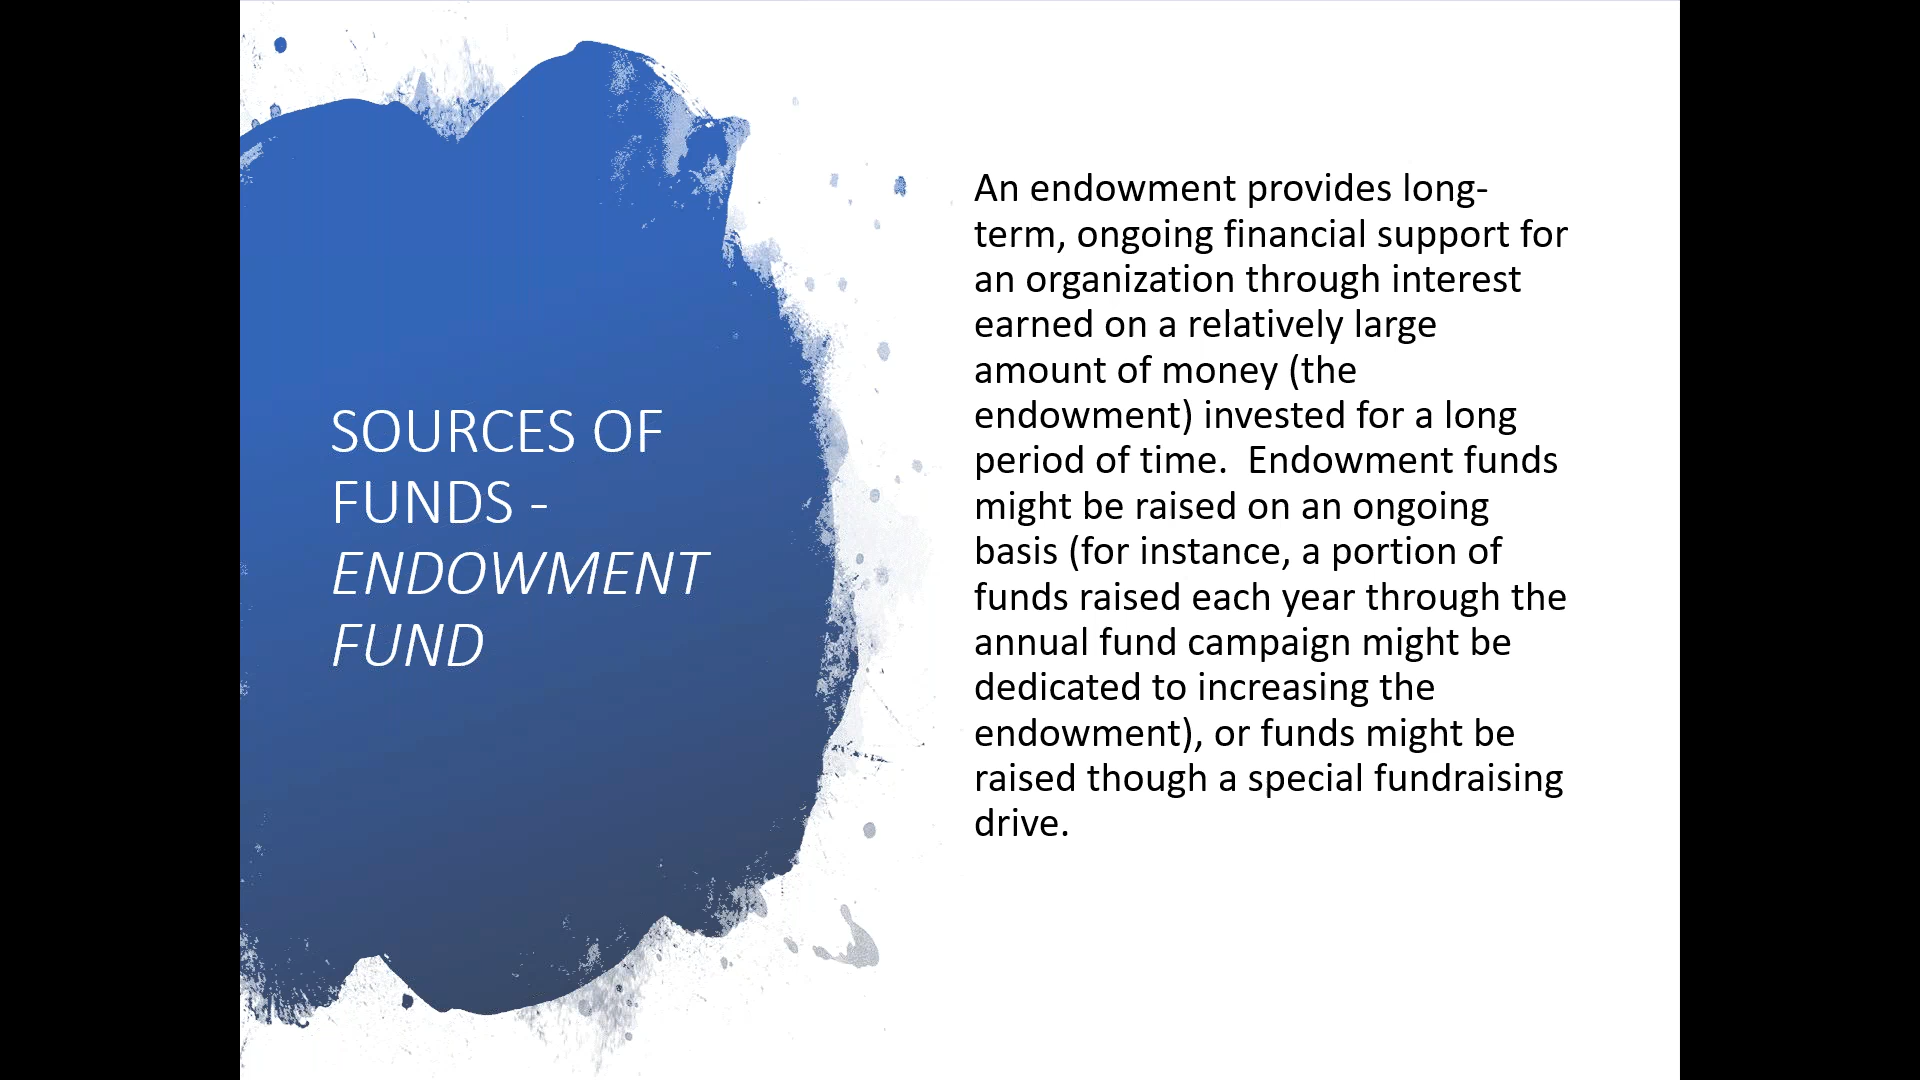 SOURCES OF
FUNDS -
ENDOWMENT
FUND
An endowment provides long-
term, ongoing financial support for
an organization through interest
earned on a relatively large
amount of money (the
endowment) invested for a long
period of time.  Endowment funds
might be raised on an ongoing
basis (for instance, a portion of
funds raised each year through the
annual fund campaign might be
dedicated to increasing the
endowment), or funds might be
raised though a special fundraising
drive.